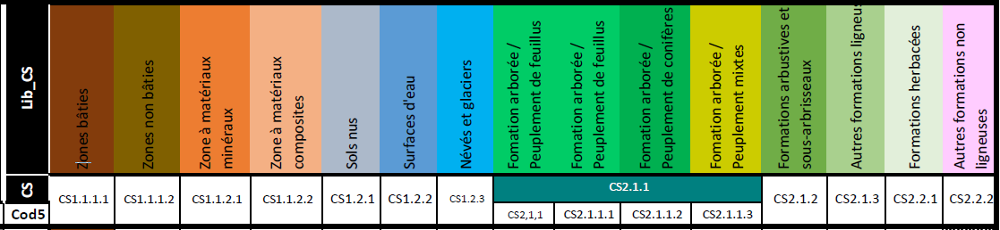 Lib_CS
Zones bâties
Zones non bâties
Zone à matériaux
minéraux
Zone à matériaux
composites
Sols nus
Surfaces d'eau
Névés et glaciers
Formation arborée /
Peuplement de feuillus
Formation arborée /
Peuplement de feuillus
Formation arborée /
Peuplement de conifères
Formation arborée /
Peuplement mixtes
Formations arbustives et
sous-arbrisseaux
Autres formations ligneu
Formations herbacées
Autres formations non
ligneuses
CS
CS1.1.1.1
CS1.1.1.2
CS1.1.2.1
CS1.1.2.2
CS1.2.1
CS1.2.2
CS1.2.3
CS2.1.1
CS2.1.2
CS2.1.3
CS2.2.1
CS2.2.2
Cod5
CS2,1,1
CS2.1.1.1
CS2.1.1.2
CS2.1.1.3